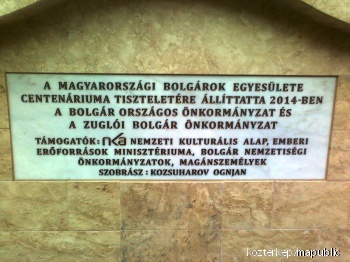 A MAGYARORSZÁGI BOLGÁROK EGYESÜLETE
CENTENÁRIUMA TISZTELETÉRE ÁLLÍTTATTA 2014-BEN
A BOLGÁR ORSZÁGOS ÖNKORMÁNYZAT ÉS
A ZUGLÓI BOLGÁR ÖNKORMÁNYZAT
TÁMOGATÓK: nka NEMZETI KULTURÁLIS ALAP, EMBERI
ERŐFORRÁSOK MINISZTÉRIUMA, BOLGÁR NEMZETISÉGI
ÖNKORMÁNYZATOK, MAGÁNSZEMÉLYEK
SZOBRÁSZ: KOZSUHAROV OGNJAN
kozterkep.mapublic